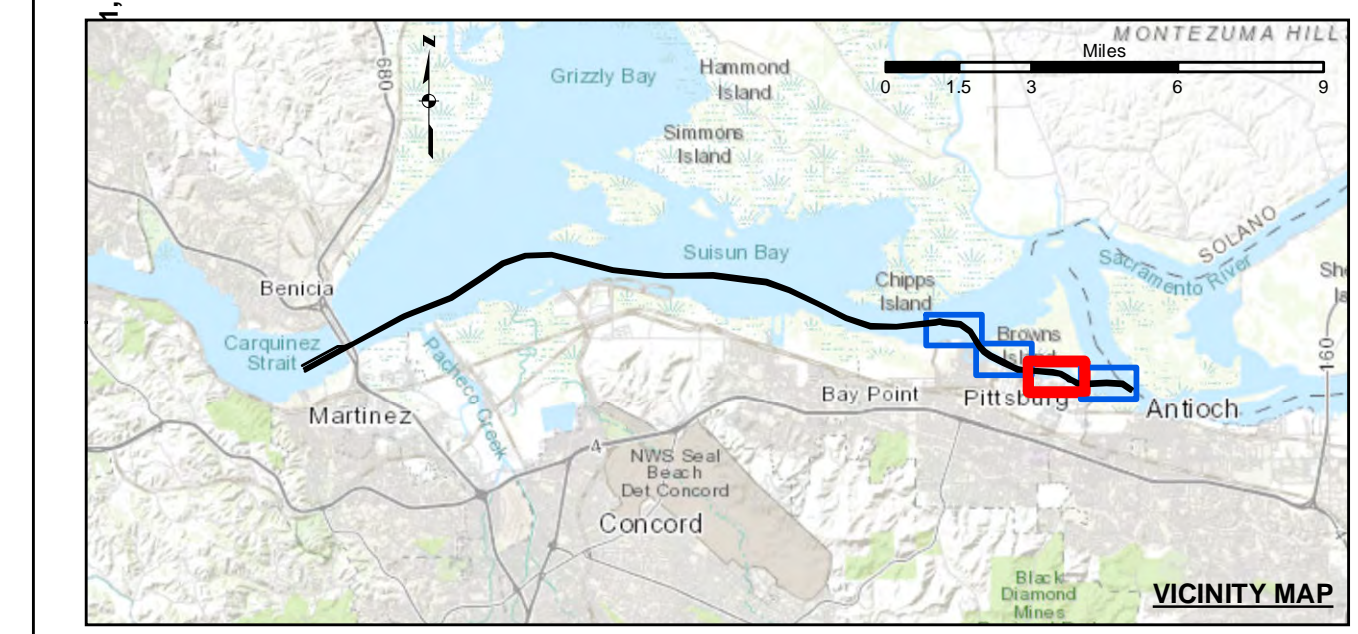 MONTEZUMA HILL
Miles
0 1.5 3 6 9
N
680
Grizzly Bay
Hammond
Island
Simmons
Island
SOLANO
Sacramento River
Suisun Bay
Benicia
Chipps
Island
Carquinez
Strait
Browns
Island
160
Pacheco Creek
Bay Point
Pittsburg
Antioch
Martinez
4
NWS Seal
Beach
Det Concord
Concord
Black
Diamond
Mines
VICINITY MAP